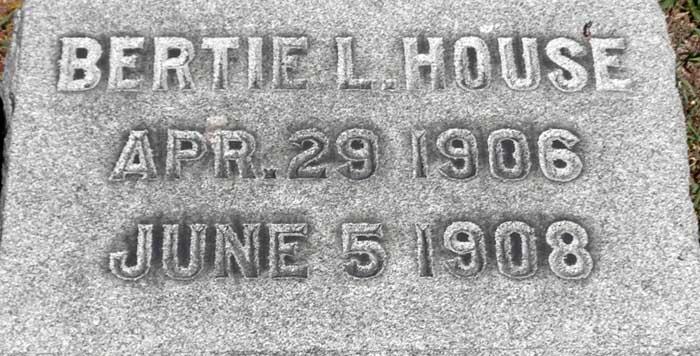 BERTIE L. HOUSE
APR. 29 1906
JUNE 5 1908